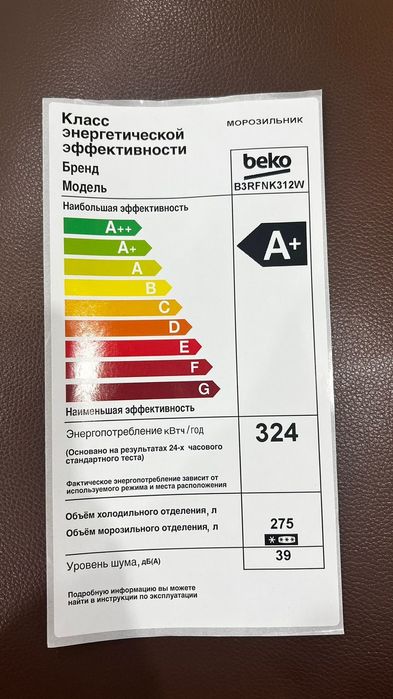 Класс
энергетической
эффективности
МОРОЗИЛЬНИК
Бренд
beko
Модель
B3RFNK312W
Наибольшая эффективность
A++
A+
A
B
C
D
E
F
G
A+
Наименьшая эффективность
Энергопотребление кВтч/год
324
(Основано на результатах 24-х часового
стандартного теста)
Фактическое энергопотребление зависит от
используемого режима и места расположения
Объём холодильного отделения, л
Объём морозильного отделения, л
275
Уровень шума, дБ(А)
39
Подробную информацию вы можете
найти в инструкции по эксплуатации